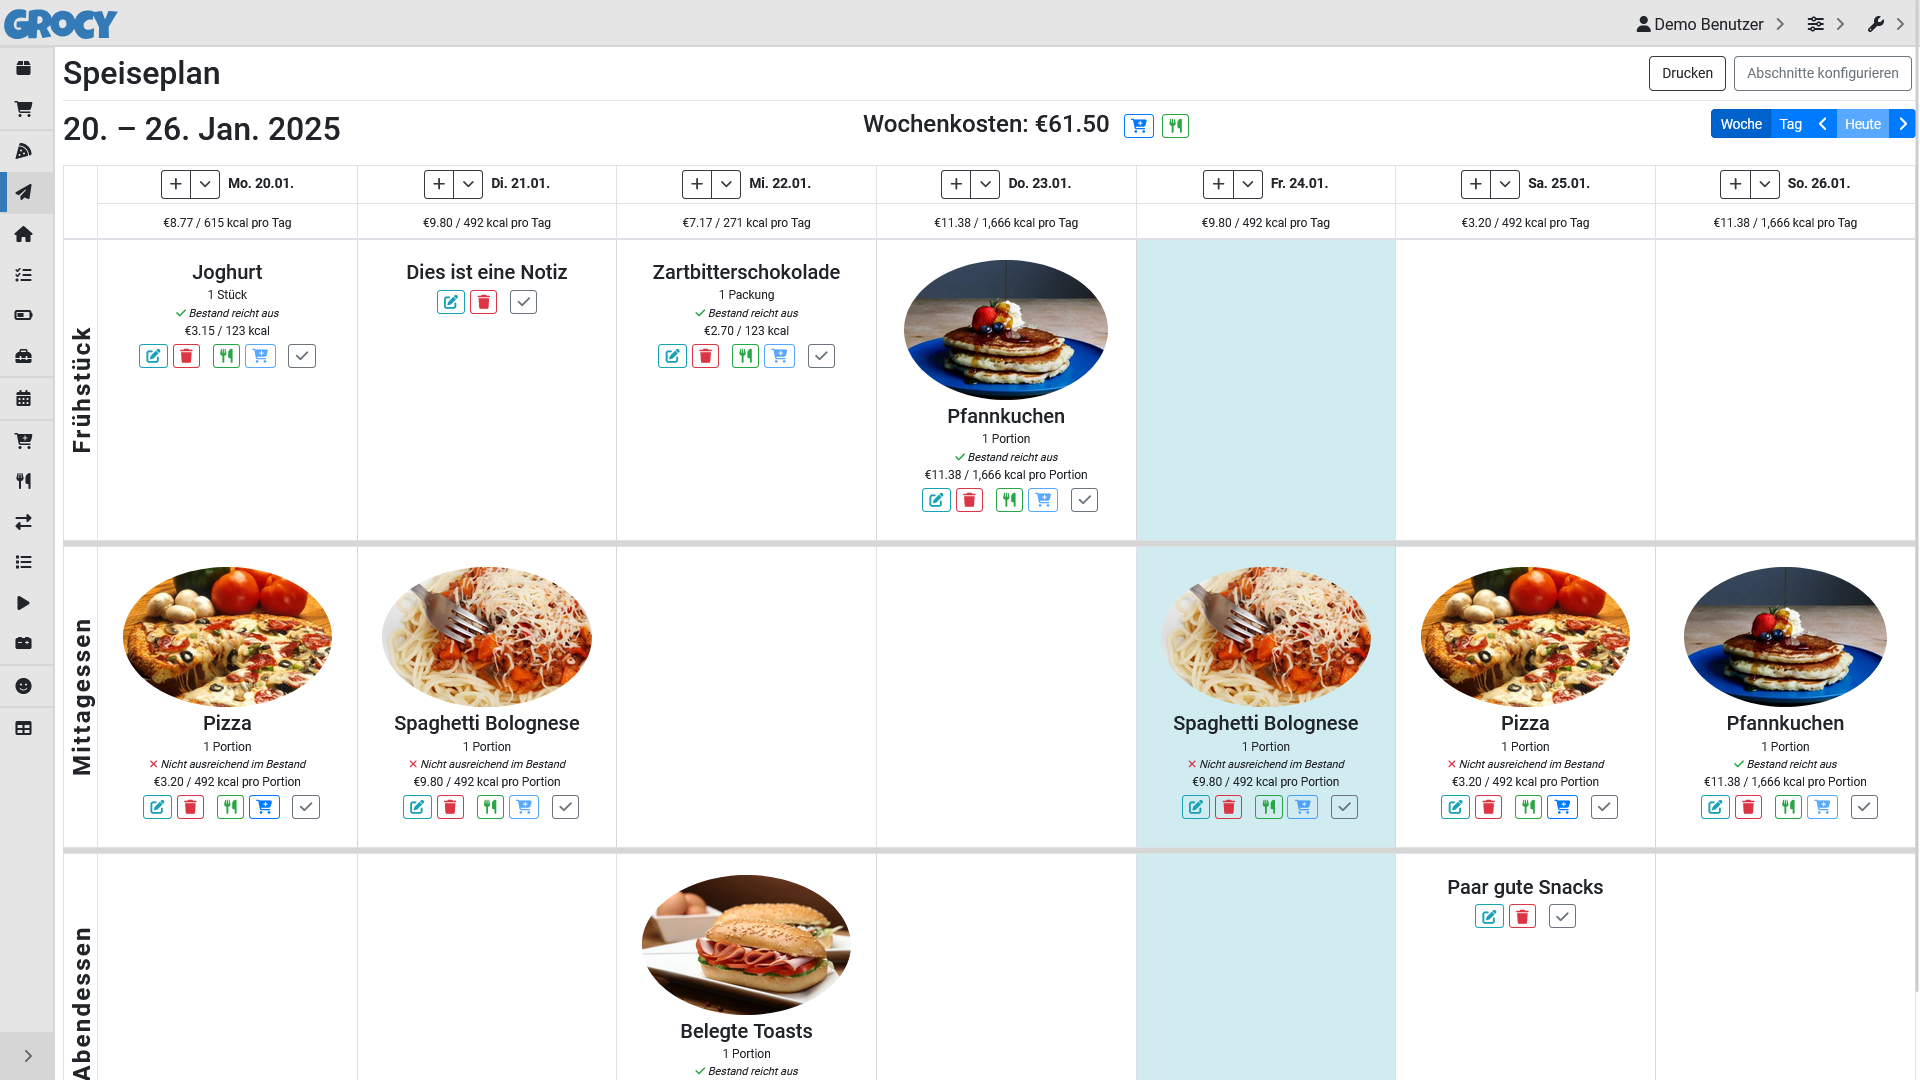 GROCY
Demo Benutzer
Speiseplan
Drucken
Abschnitte konfigurieren
20. – 26. Jan. 2025
Wochenkosten: €61.50
Woche
Tag
Heute
Mo. 20.01.
Di. 21.01.
Mi. 22.01.
Do. 23.01.
Fr. 24.01.
Sa. 25.01.
So. 26.01.
€8.77 / 615 kcal pro Tag
€9.80 / 492 kcal pro Tag
€7.17 / 271 kcal pro Tag
€11.38 / 1,666 kcal pro Tag
€9.80 / 492 kcal pro Tag
€3.20 / 492 kcal pro Tag
€11.38 / 1,666 kcal pro Tag
Frühstück
Joghurt
1 Stück
Bestand reicht aus
€3.15 / 123 kcal
Dies ist eine Notiz
Zartbitterschokolade
1 Packung
Bestand reicht aus
€2.70 / 123 kcal
Pfannkuchen
1 Portion
Bestand reicht aus
€11.38 / 1,666 kcal pro Portion
Mittagessen
Pizza
1 Portion
Nicht ausreichend im Bestand
€3.20 / 492 kcal pro Portion
Spaghetti Bolognese
1 Portion
Nicht ausreichend im Bestand
€9.80 / 492 kcal pro Portion
Spaghetti Bolognese
1 Portion
Nicht ausreichend im Bestand
€9.80 / 492 kcal pro Portion
Pizza
1 Portion
Nicht ausreichend im Bestand
€3.20 / 492 kcal pro Portion
Pfannkuchen
1 Portion
Bestand reicht aus
€11.38 / 1,666 kcal pro Portion
Abendessen
Belegte Toasts
1 Portion
Bestand reicht aus
Paar gute Snacks